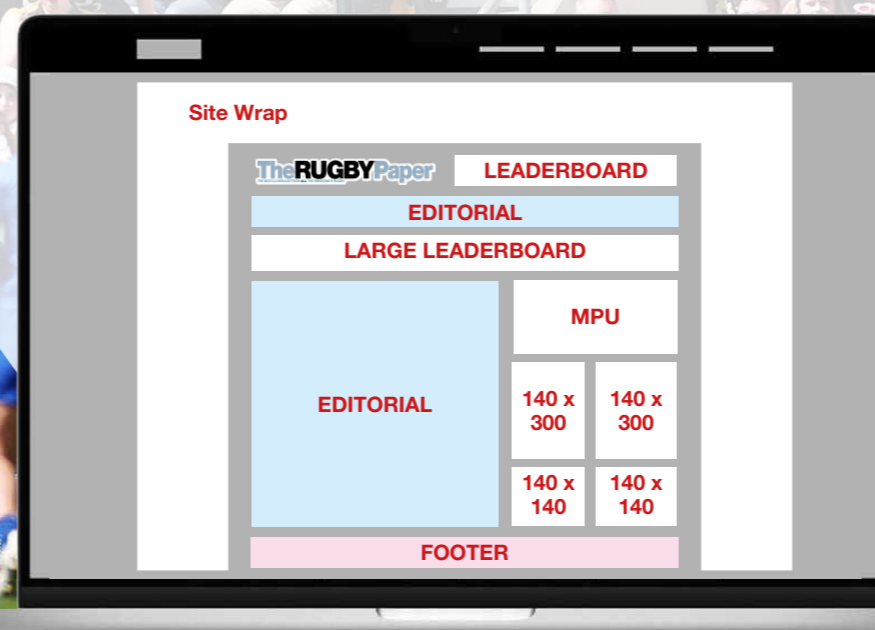 Site Wrap
TheRUGBYPaper
LEADERBOARD
EDITORIAL
LARGE LEADERBOARD
MPU
EDITORIAL
140 x
300
140 x
300
140 x
140
140 x
140
FOOTER